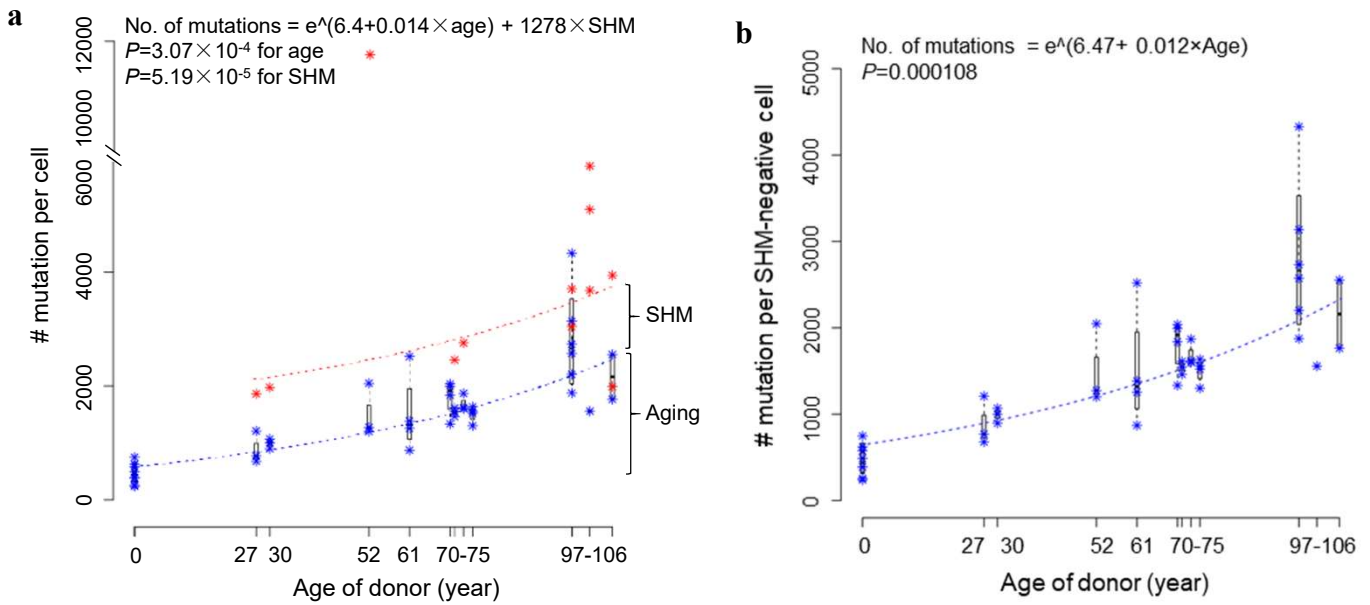 a
No. of mutations = e^(6.4+0.014×age) + 1278×SHM
P=3.07×10-4 for age
P=5.19×10-5 for SHM
# mutation per cell
12000
10000
6000
4000
2000
0
SHM
Aging
0 27 30 52 61 70-75 97-106
Age of donor (year)
b
No. of mutations = e^(6.47+ 0.012×Age)
P=0.000108
# mutation per SHM-negative cell
5000
4000
3000
2000
1000
0
0 27 30 52 61 70-75 97-106
Age of donor (year)